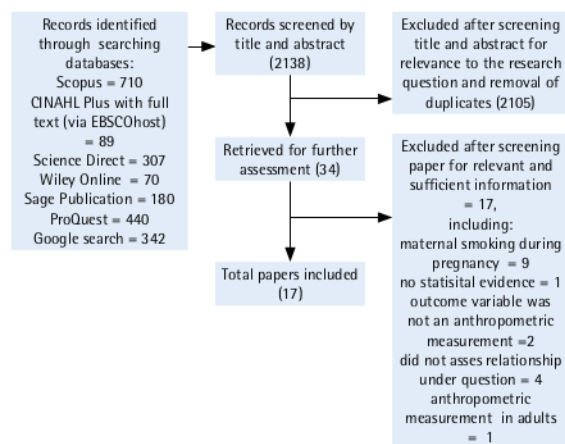 Records identified
through searching
databases:
Scopus = 710
CINAHL Plus with full
text (via EBSCOhost)
= 89
Science Direct = 307
Wiley Online = 70
Sage Publication = 180
ProQuest = 440
Google search = 342
Records screened by
title and abstract
(2138)
Excluded after screening
title and abstract for
relevance to the research
question and removal of
duplicates (2105)
Retrieved for further
assessment (34)
Excluded after screening
paper for relevant and
sufficient information
= 17,
including:
maternal smoking during
pregnancy = 9
no statisital evidence = 1
outcome variable was
not an anthropometric
measurement =2
did not asses relationship
under question = 4
anthropometric
measurement in adults
= 1
Total papers included
(17)